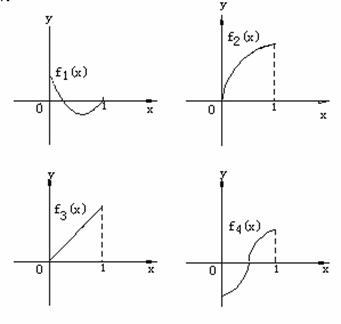 y
f₁(x)
0 1 x
y
f₂(x)
0 1 x
y
f₃(x)
0 1 x
y
f₄(x)
0 1 x